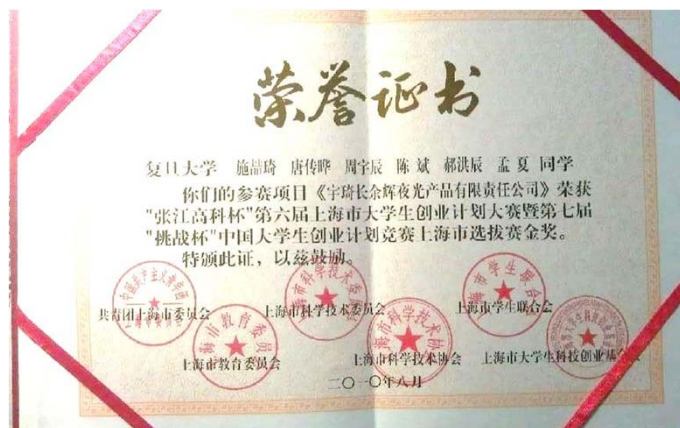 荣誉证书
复旦大学 施喆琦 唐传晔 周宇辰 陈斌 郝洪辰 孟夏 同学
你们的参赛项目《宇琦长余辉夜光产品有限责任公司》荣获
"张江高科杯"第六届上海市大学生创业计划大赛暨第七届
"挑战杯"中国大学生创业计划竞赛上海市选拔赛金奖。
特颁此证，以兹鼓励。
共青团上海市委员会 上海市科学技术委员会 上海市学生联合会
上海市教育委员会 上海市科学技术协会 上海市大学生科技创业基金会
二〇一〇年八月